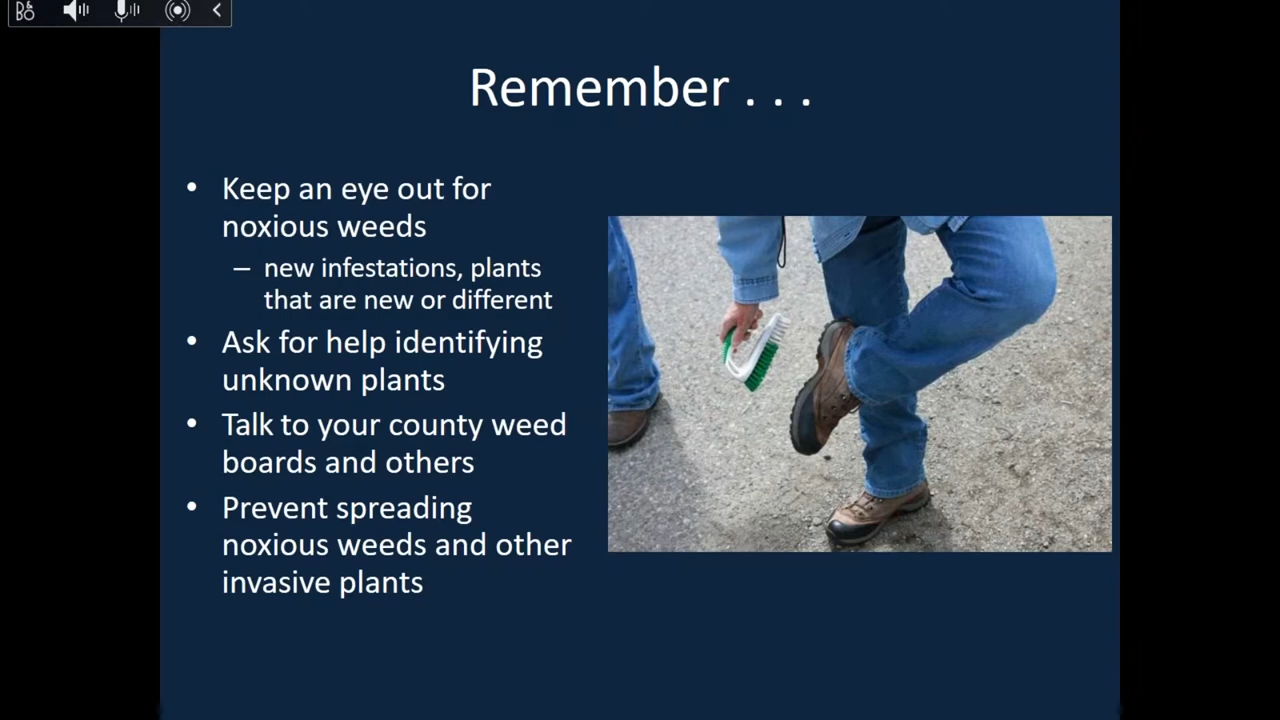 B&O
Remember . . .
• Keep an eye out for
noxious weeds
– new infestations, plants
that are new or different
• Ask for help identifying
unknown plants
• Talk to your county weed
boards and others
• Prevent spreading
noxious weeds and other
invasive plants